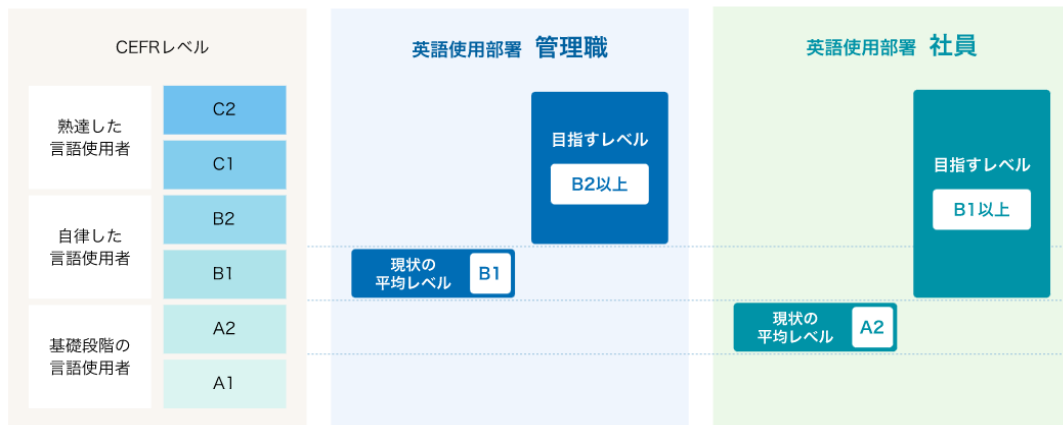 CEFRレベル
熟達した
言語使用者
C2
C1
自律した
言語使用者
B2
B1
基礎段階の
言語使用者
A2
A1
英語使用部署 管理職
目指すレベル
B2以上
現状の
平均レベル
B1
英語使用部署 社員
目指すレベル
B1以上
現状の
平均レベル
A2